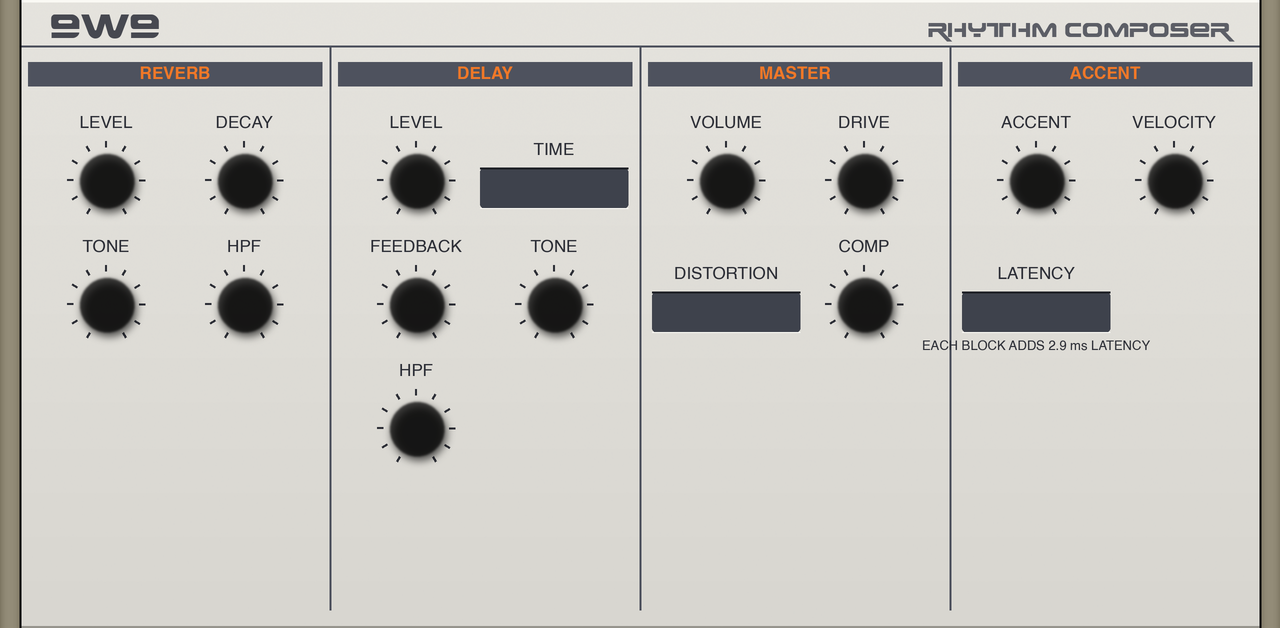 9W9
RHYTHM COMPOSER
REVERB
LEVEL DECAY
TONE HPF
DELAY
LEVEL
TIME
FEEDBACK TONE
HPF
MASTER
VOLUME DRIVE
COMP
DISTORTION
ACCENT
ACCENT VELOCITY
LATENCY
EACH BLOCK ADDS 2.9 ms LATENCY